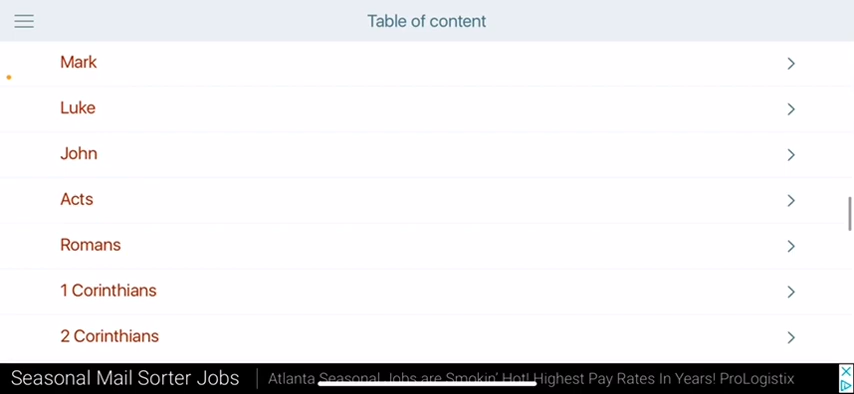 Table of content
Mark
Luke
John
Acts
Romans
1 Corinthians
2 Corinthians
Seasonal Mail Sorter Jobs
Atlanta Seasonal Jobs are Smokin' Hot! Highest Pay Rates In Years! ProLogistix